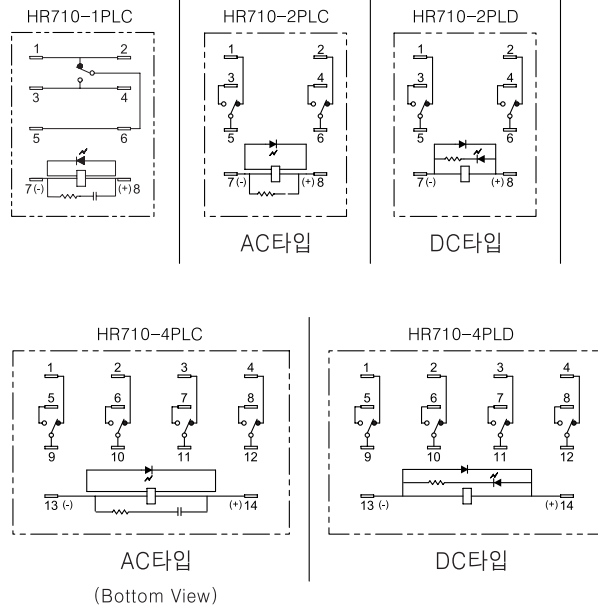 HR710-1PLC
1 2
3 4
5 6
7(-) (+)8
HR710-2PLC
1 2
3 4
5 6
7(-) (+)8
AC타입
HR710-2PLD
1 2
3 4
5 6
7(-) (+)8
DC타입
HR710-4PLC
1 2 3 4
5 6 7 8
9 10 11 12
13 (-) (+)14
AC타입
(Bottom View)
HR710-4PLD
1 2 3 4
5 6 7 8
9 10 11 12
13 (-) (+)14
DC타입